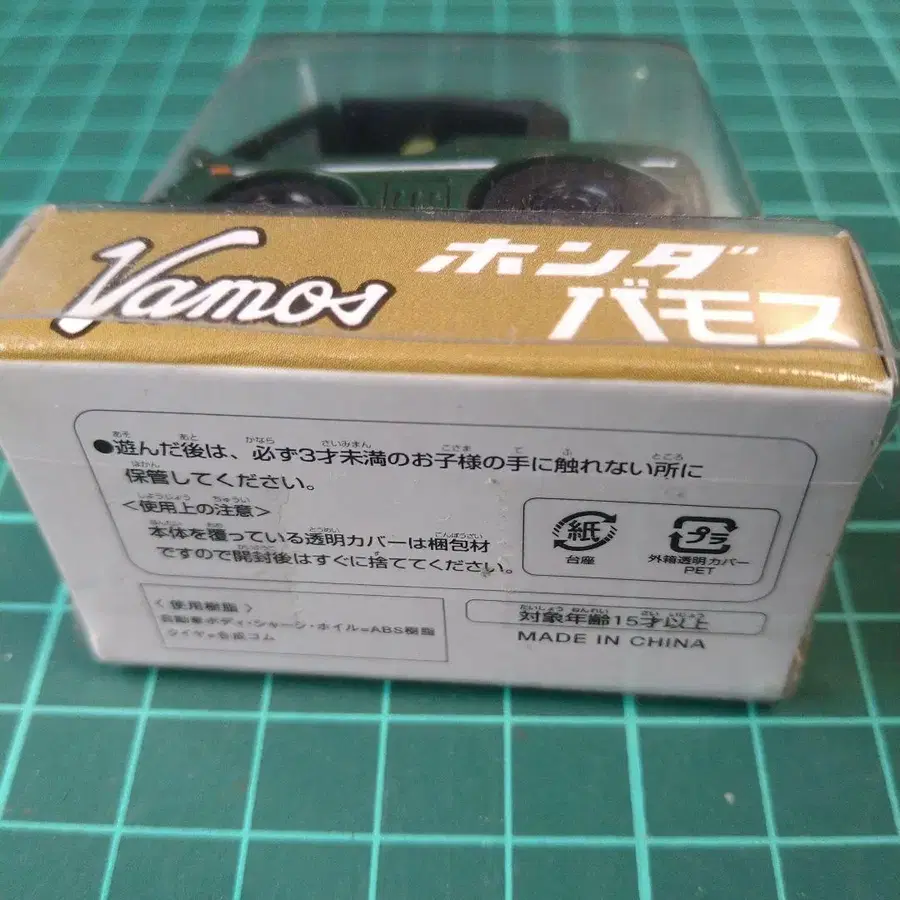 Vamos
ホンダ
バモス
●遊んだ後は、必ず3才未満のお子様の手に触れない所に
保管してください。
<使用上の注意>
本体を覆っている透明カバーは梱包材
ですので開封後はすぐに捨ててください。
紙
台座
プラ
外箱透明カバー
PET
<使用樹脂>
自動車ボディ・シャーシ・ホイル=ABS樹脂
タイヤ=合成ゴム
対象年齢15才以上
MADE IN CHINA